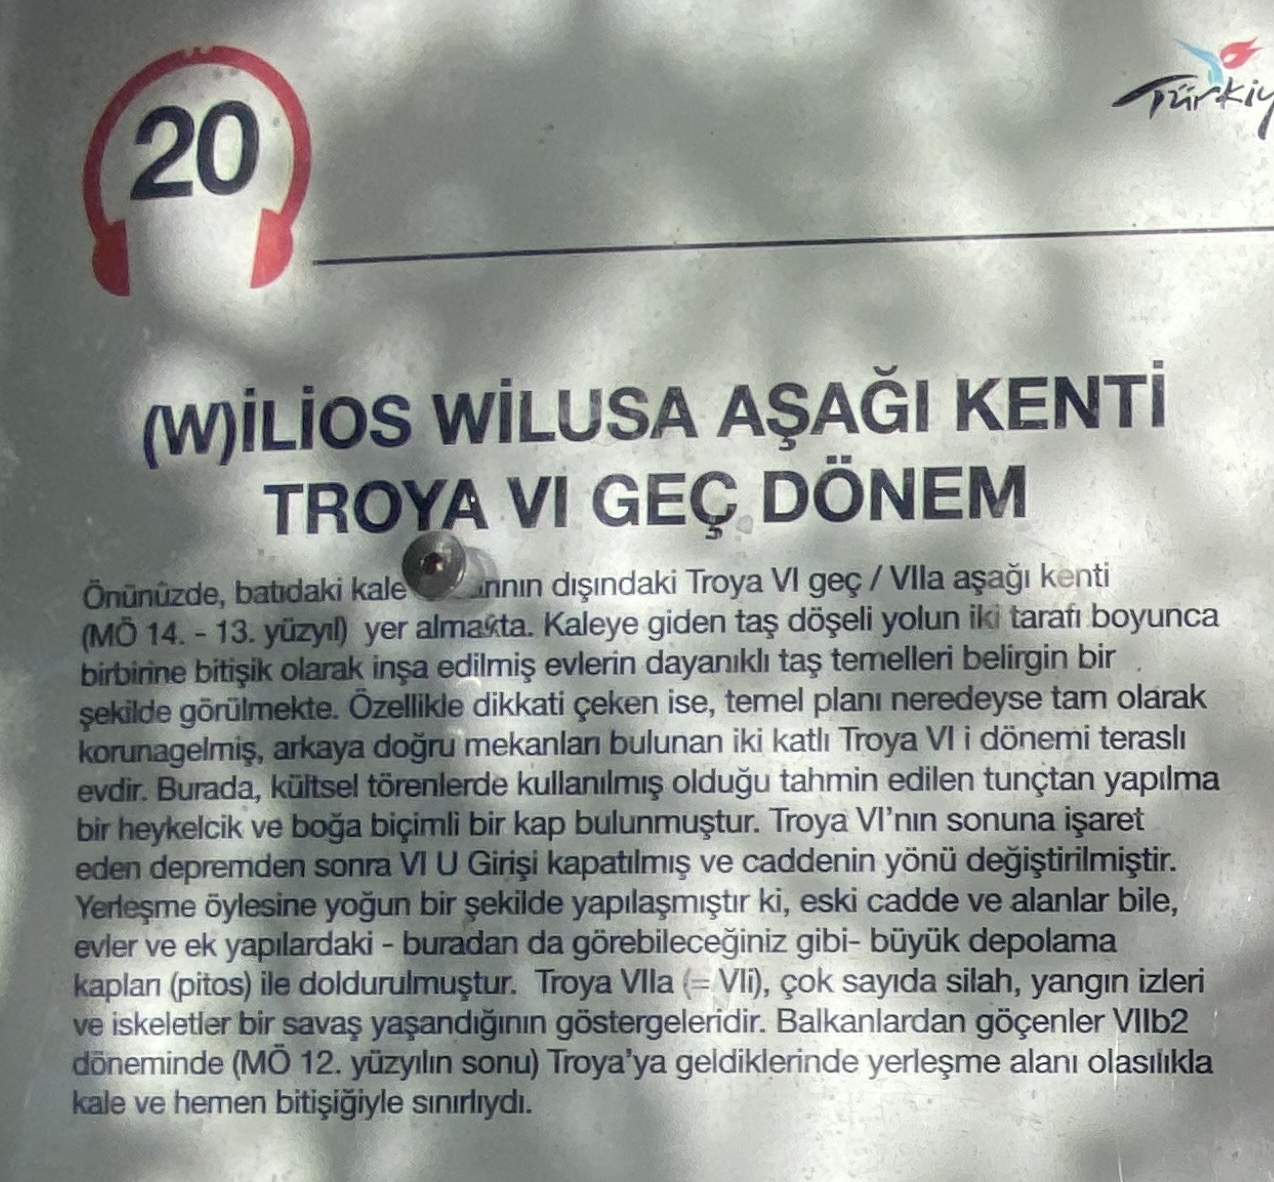 20
(W)İLİOS WİLUSA AŞAĞI KENTİ
TROYA VI GEÇ DÖNEM
Önünüzde, batıdaki kale dışındaki Troya VI geç / VIIa aşağı kenti
(MÖ 14. - 13. yüzyıl) yer almakta. Kaleye giden taş döşeli yolun iki tarafı boyunca
birbirine bitişik olarak inşa edilmiş evlerin dayanıklı taş temelleri belirgin bir
şekilde görülmekte. Özellikle dikkati çeken ise, temel planı neredeyse tam olarak
korunagelmiş, arkaya doğru mekanları bulunan iki katlı Troya VI i dönemi teraslı
evdir. Burada, kültsel törenlerde kullanılmış olduğu tahmin edilen tunçtan yapılma
bir heykelcik ve boğa biçimli bir kap bulunmuştur. Troya VI'nın sonuna işaret
eden depremden sonra VI U Girişi kapatılmış ve caddenin yönü değiştirilmiştir.
Yerleşme öylesine yoğun bir şekilde yapılaşmıştır ki, eski cadde ve alanlar bile,
evler ve ek yapılardaki - buradan da görebileceğiniz gibi- büyük depolama
kapları (pitos) ile doldurulmuştur. Troya VIIa (= VIi), çok sayıda silah, yangın izleri
ve iskeletler bir savaş yaşandığının göstergeleridir. Balkanlardan göçenler VIIb2
döneminde (MÖ 12. yüzyılın sonu) Troya'ya geldiklerinde yerleşme alanı olasılıkla
kale ve hemen bitişiğiyle sınırlıydı.